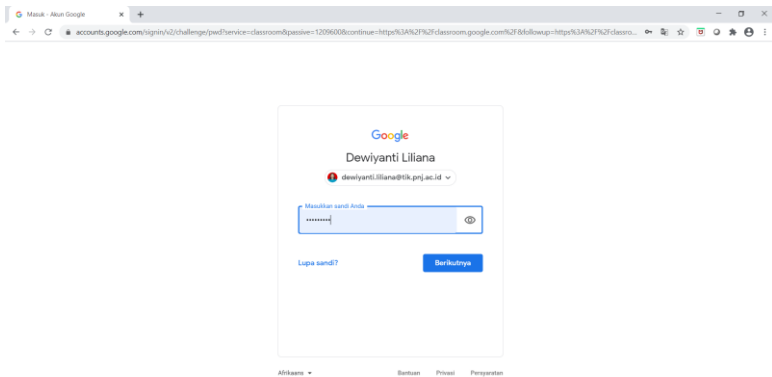 Masuk - Akun Google
accounts.google.com/signin/v2/challenge/pwd?service=classroom&passive=1209600&continue=https%3A%2F%2Fclassroom.google.com%2F&followup=https%3A%2F%2Fclassro...
Google
Dewiyanti Liliana
dewiyanti.liliana@tik.pnj.ac.id
Masukkan sandi Anda
Lupa sandi? Berikutnya
Afrikaans Bantuan Privasi Persyaratan